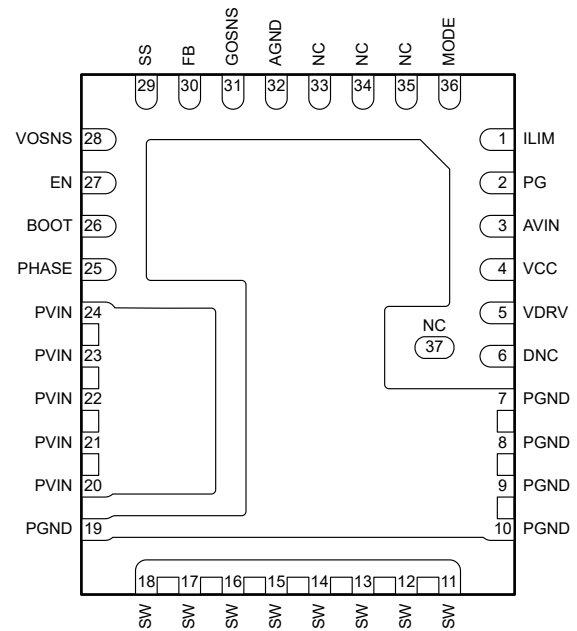 SS FB GOSNS AGND NC NC NC MODE
29 30 31 32 33 34 35 36
VOSNS 28 1 ILIM
EN 27 2 PG
BOOT 26 3 AVIN
PHASE 25 4 VCC
PVIN 24 5 VDRV
NC
37
PVIN 23 6 DNC
PVIN 22 7 PGND
PVIN 21 8 PGND
PVIN 20 9 PGND
PGND 19 10 PGND
18 17 16 15 14 13 12 11
SW SW SW SW SW SW SW SW